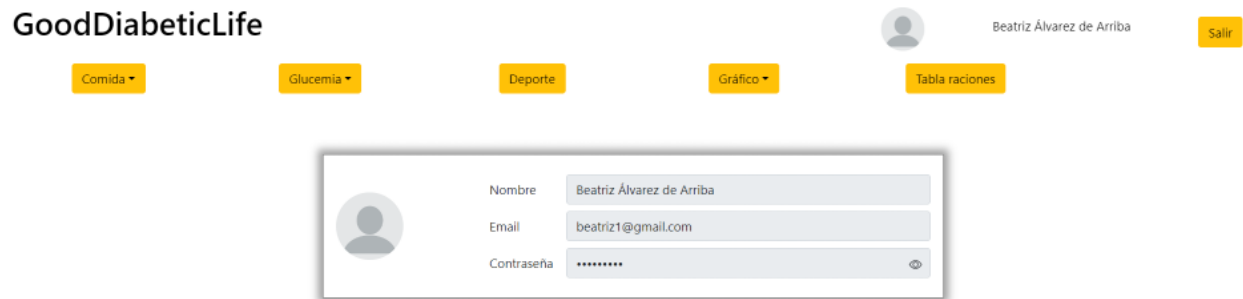 GoodDiabeticLife
Beatriz Álvarez de Arriba
Salir
Comida
Glucemia
Deporte
Gráfico
Tabla raciones
Nombre Beatriz Álvarez de Arriba
Email beatriz1@gmail.com
Contraseña •••••••••